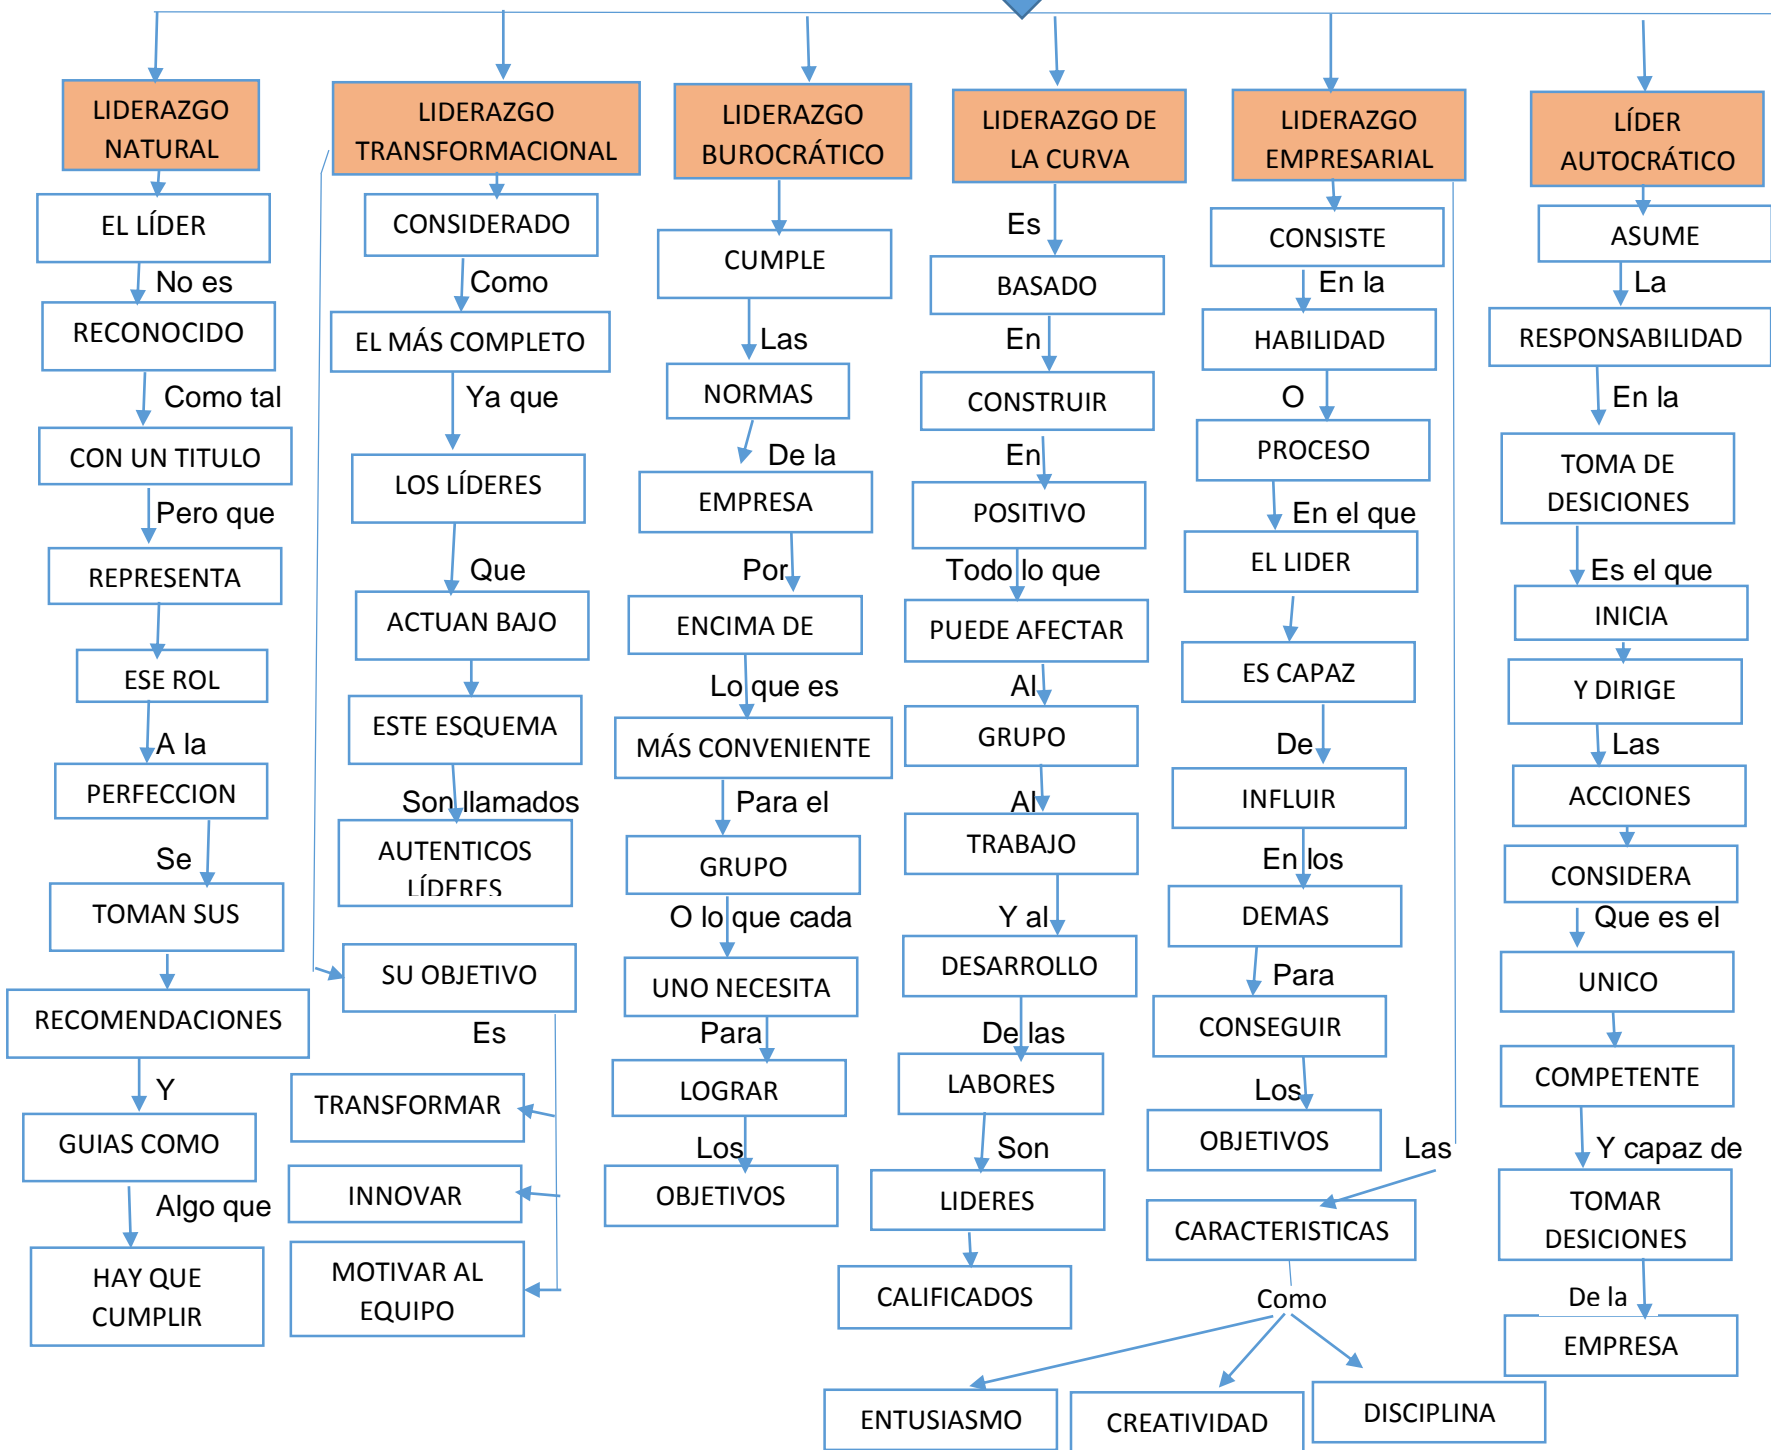 LIDERAZGO
NATURAL
EL LÍDER
No es
RECONOCIDO
Como tal
CON UN TITULO
Pero que
REPRESENTA
ESE ROL
A la
PERFECCION
Se
TOMAN SUS
RECOMENDACIONES
Y
GUIAS COMO
Algo que
HAY QUE
CUMPLIR
LIDERAZGO
TRANSFORMACIONAL
CONSIDERADO
Como
EL MÁS COMPLETO
Ya que
LOS LÍDERES
Que
ACTUAN BAJO
ESTE ESQUEMA
Son llamados
AUTENTICOS
LÍDERES
SU OBJETIVO
Es
TRANSFORMAR
INNOVAR
MOTIVAR AL
EQUIPO
LIDERAZGO
BUROCRÁTICO
CUMPLE
Las
NORMAS
De la
EMPRESA
Por
ENCIMA DE
Lo que es
MÁS CONVENIENTE
Para el
GRUPO
O lo que cada
UNO NECESITA
Para
LOGRAR
Los
OBJETIVOS
LIDERAZGO DE
LA CURVA
Es
BASADO
En
CONSTRUIR
En
POSITIVO
Todo lo que
PUEDE AFECTAR
Al
GRUPO
Al
TRABAJO
Y al
DESARROLLO
De las
LABORES
Son
LIDERES
CALIFICADOS
LIDERAZGO
EMPRESARIAL
CONSISTE
En la
HABILIDAD
O
PROCESO
En el que
EL LIDER
ES CAPAZ
De
INFLUIR
En los
DEMAS
Para
CONSEGUIR
Los
OBJETIVOS
Las
CARACTERISTICAS
Como
ENTUSIASMO
CREATIVIDAD
DISCIPLINA
LÍDER
AUTOCRÁTICO
ASUME
La
RESPONSABILIDAD
En la
TOMA DE
DESICIONES
Es el que
INICIA
Y DIRIGE
Las
ACCIONES
CONSIDERA
Que es el
UNICO
COMPETENTE
Y capaz de
TOMAR
DESICIONES
De la
EMPRESA